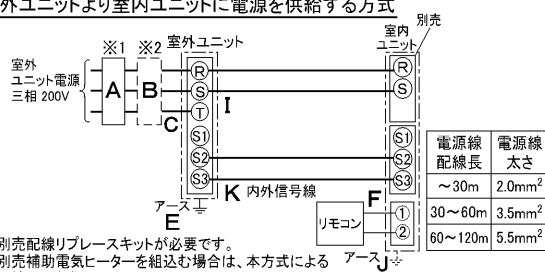 外ユニットより室内ユニットに電源を供給する方式
別売
※1 ※2 室外ユニット
室内
ユニット
室外
ユニット電源
三相 200V
A B
R
S
T
S1
S2
S3
C
I
R
S
S1
S2
S3
K 内外信号線
F
アース
E
リモコン
①
②
アース J
電源線
配線長
電源線
太さ
～30m 2.0mm²
30～60m 3.5mm²
60～120m 5.5mm²
別売配線リプレースキットが必要です。
別売補助電気ヒーターを組込む場合は、本方式による